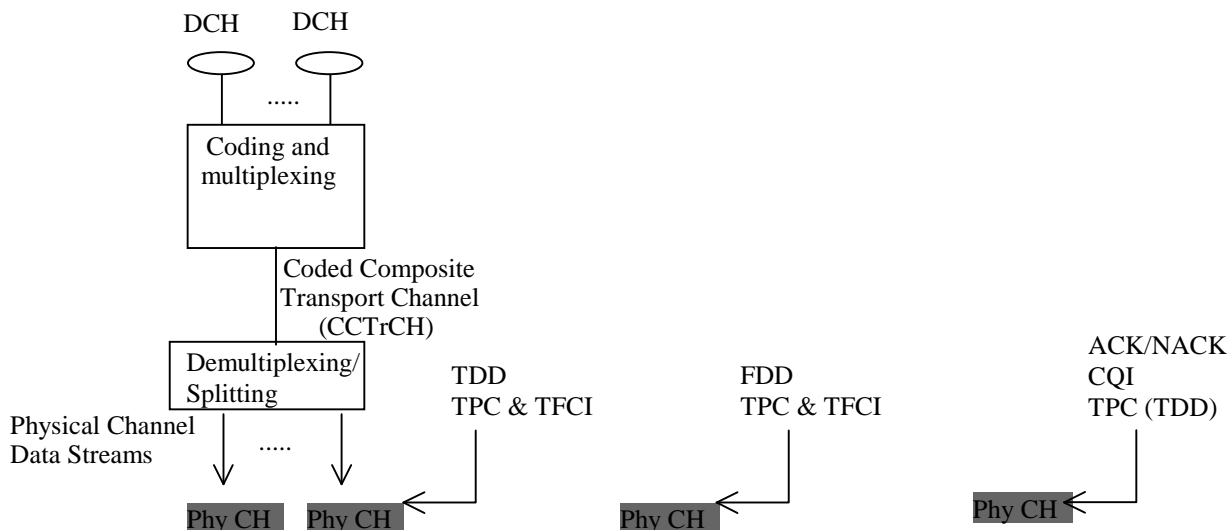 DCH DCH
.....
Coding and
multiplexing
Coded Composite
Transport Channel
(CCTrCH)
Demultiplexing/
Splitting
Physical Channel
Data Streams
.....
TDD
TPC & TFCI
FDD
TPC & TFCI
ACK/NACK
CQI
TPC (TDD)
Phy CH Phy CH Phy CH Phy CH